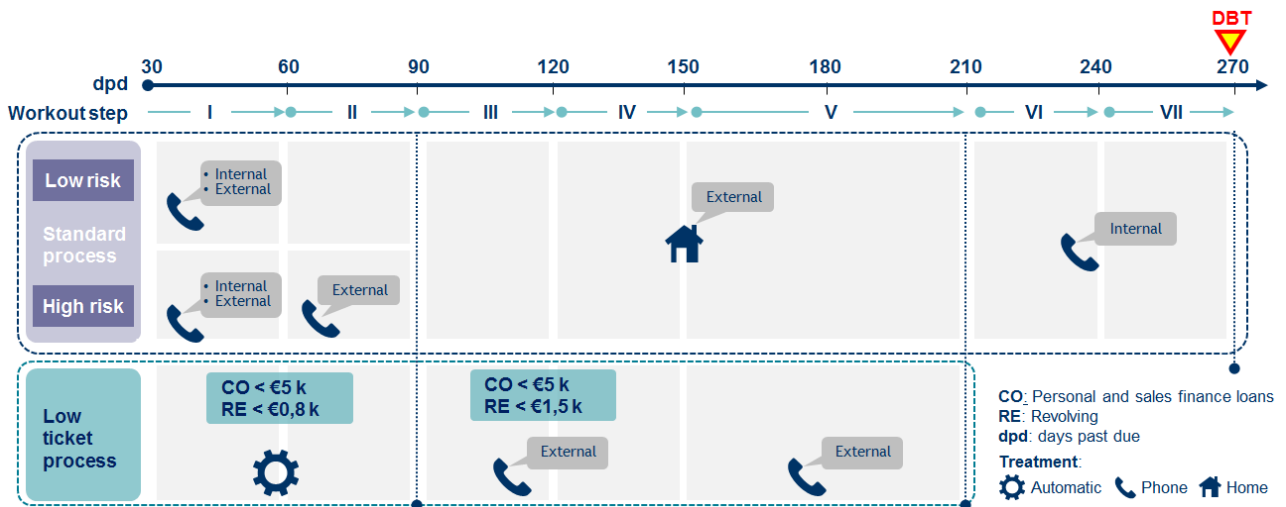 DBT
dpd 30 60 90 120 150 180 210 240 270
Workout step I II III IV V VI VII
Low risk
• Internal
• External
External
Internal
Standard
process
High risk
• Internal
• External
External
Low
ticket
process
CO < €5 k
RE < €0,8 k
CO < €5 k
RE < €1,5 k
External
External
CO: Personal and sales finance loans
RE: Revolving
dpd: days past due
Treatment:
Automatic Phone Home